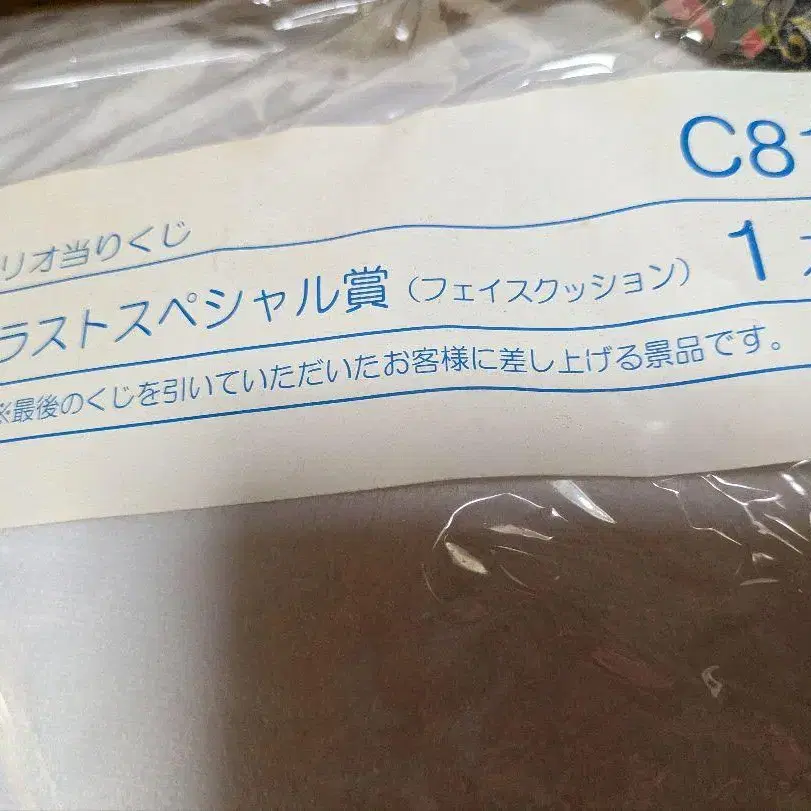 C81
リオ当りくじ
ラストスペシャル賞(フェイスクッション) 1
※最後のくじを引いていただいたお客様に差し上げる景品です。